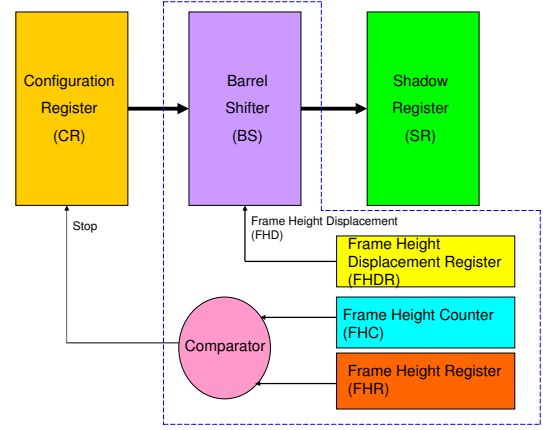 Configuration
Register
(CR)
Barrel
Shifter
(BS)
Shadow
Register
(SR)
Stop
Frame Height Displacement
(FHD)
Frame Height
Displacement Register
(FHDR)
Frame Height Counter
(FHC)
Comparator
Frame Height Register
(FHR)